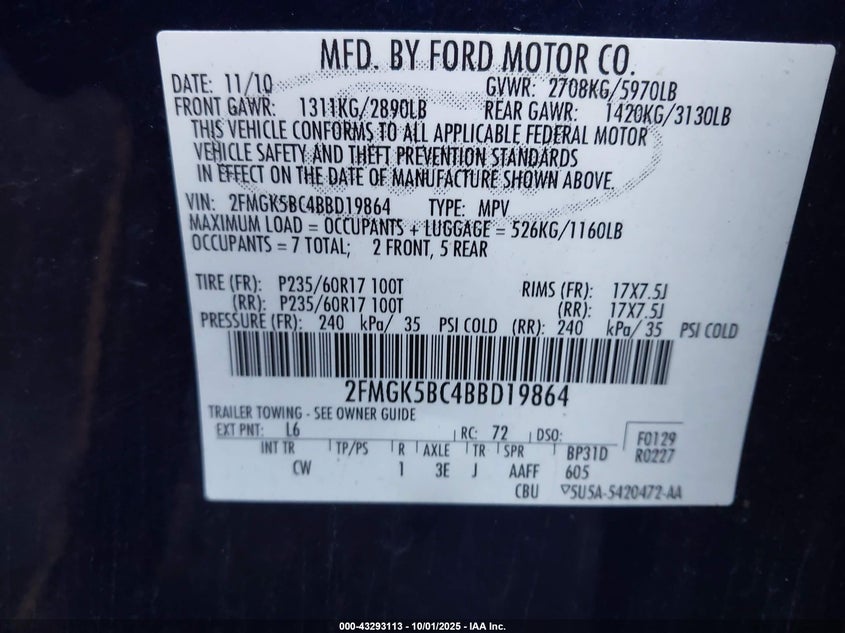 MFD. BY FORD MOTOR CO.
DATE: 11/10 GVWR: 2708KG/5970LB
FRONT GAWR: 1311KG/2890LB REAR GAWR: 1420KG/3130LB
THIS VEHICLE CONFORMS TO ALL APPLICABLE FEDERAL MOTOR
VEHICLE SAFETY AND THEFT PREVENTION STANDARDS
IN EFFECT ON THE DATE OF MANUFACTURE SHOWN ABOVE.
VIN: 2FMGK5BC4BBD19864 TYPE: MPV
MAXIMUM LOAD = OCCUPANTS + LUGGAGE = 526KG/1160LB
OCCUPANTS = 7 TOTAL; 2 FRONT, 5 REAR
TIRE (FR): P235/60R17 100T RIMS (FR): 17X7.5J
(RR): P235/60R17 100T (RR): 17X7.5J
PRESSURE (FR): 240 kPa/ 35 PSI COLD (RR): 240 kPa/ 35 PSI COLD
2FMGK5BC4BBD19864
TRAILER TOWING - SEE OWNER GUIDE
EXT PNT: L6 RC: 72 DSO: F0129
INT TR TP/PS R AXLE TR SPR BP31D R0227
CW 1 3E J AAFF 605
CBU 5U5A-5420472-AA
000-43293113 - 10/01/2025 - IAA Inc.